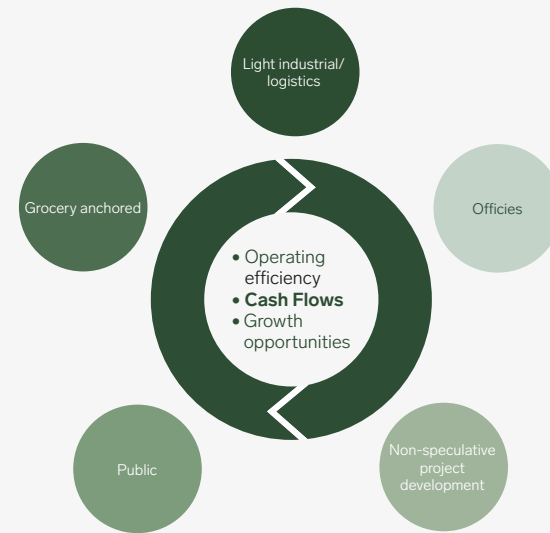 Light industrial/
logistics
Grocery anchored
Officies
• Operating
efficiency
• Cash Flows
• Growth
opportunities
Public
Non-speculative
project
development